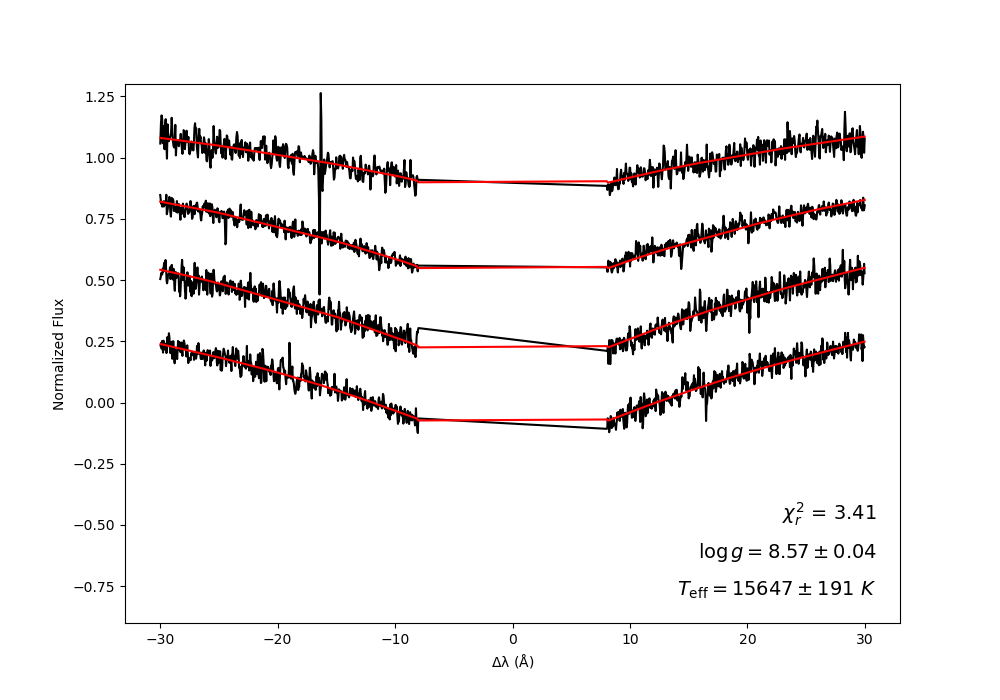 1.25
1.00
0.75
0.50
0.25
0.00
−0.25
−0.50
−0.75
Normalized Flux
χ²ᵣ = 3.41
log g = 8.57 ± 0.04
T_eff = 15647 ± 191 K
−30 −20 −10 0 10 20 30
Δλ (Å)